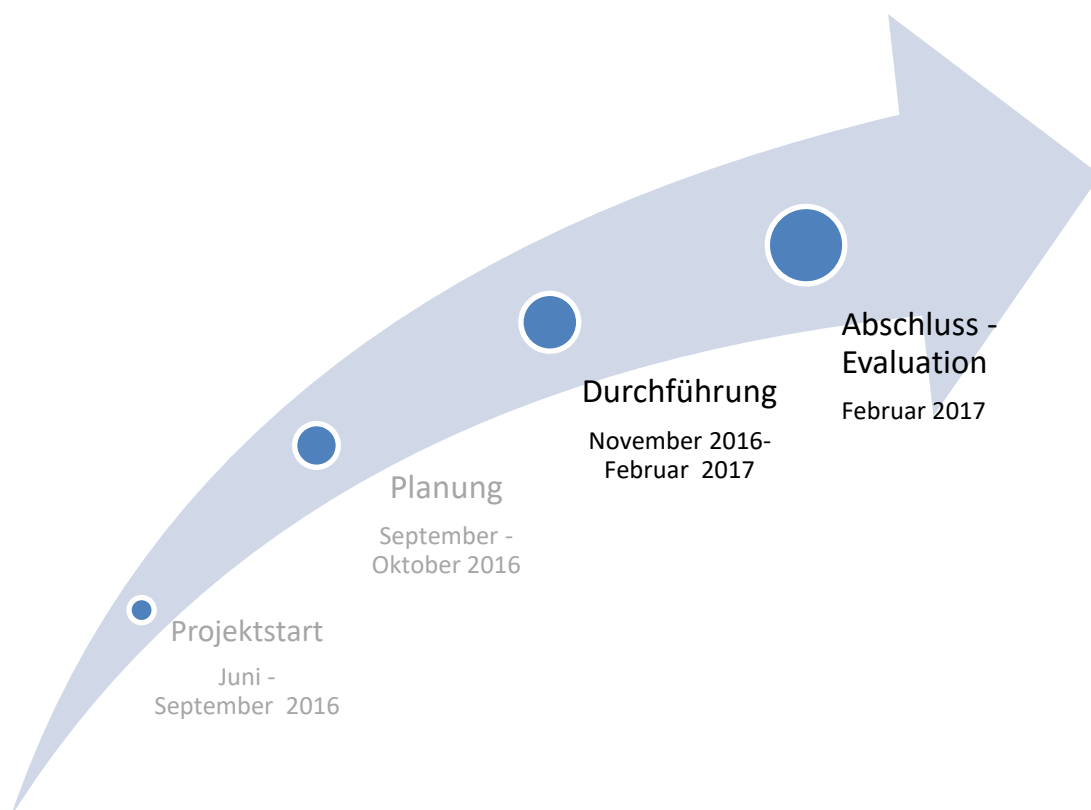 Projektstart
Juni -
September  2016
Planung
September -
Oktober 2016
Durchführung
November 2016-
Februar  2017
Abschluss -
Evaluation
Februar 2017